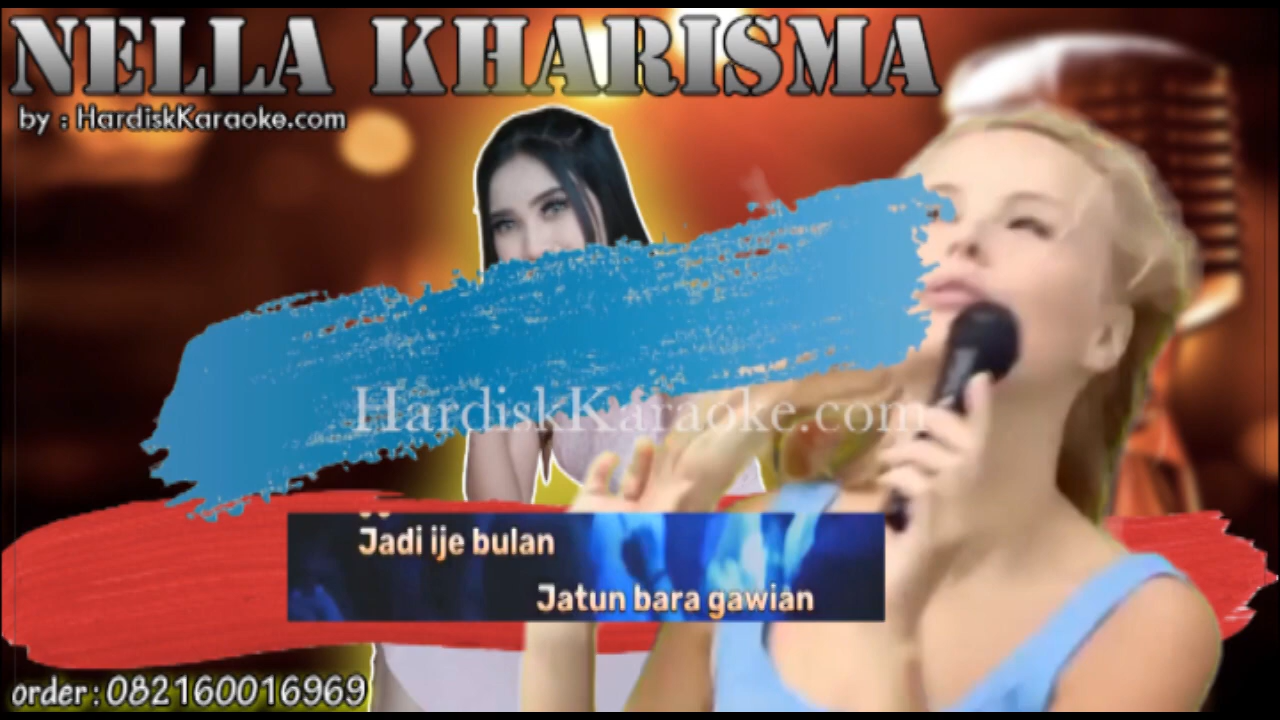 NELLA KHARISMA
by : HardiskKaraoke.com
HardiskKaraoke.com
Jadi ije bulan
Jatun bara gawian
order : 082160016969